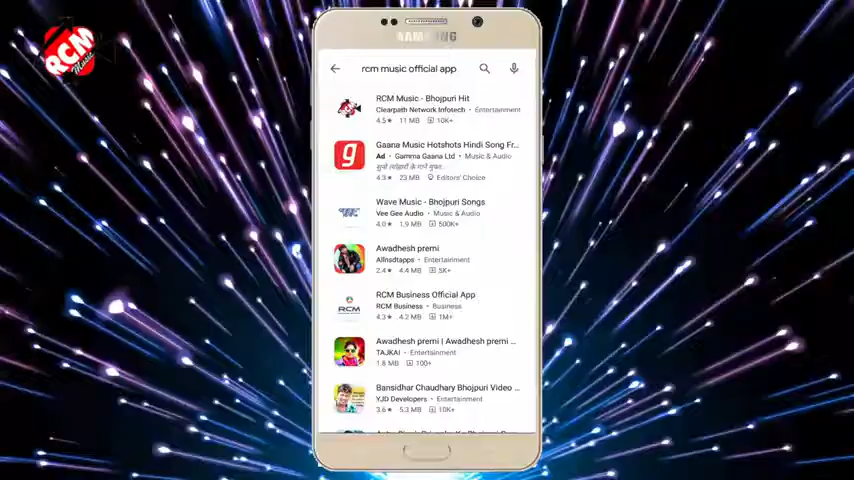 RCM
Music
SAMSUNG
rcm music official app
RCM Music - Bhojpuri Hit
Clearpath Network Infotech • Entertainment
4.5★ 11 MB 10K+
g
Gaana Music Hotshots Hindi Song Fr...
Ad • Gamma Gaana Ltd • Music & Audio
4.3★ 23 MB Editors' Choice
Wave Music - Bhojpuri Songs
Vee Gee Audio • Music & Audio
4.0★ 1.9 MB 500K+
Awadhesh premi
Allnsdtapps • Entertainment
2.4★ 4.4 MB 5K+
RCM
RCM Business Official App
RCM Business • Business
4.3★ 4.2 MB 1M+
Awadhesh premi | Awadhesh premi ...
TAJKAI • Entertainment
1.8 MB 100+
Bansidhar Chaudhary Bhojpuri Video ...
YJD Developers • Entertainment
3.6★ 5.3 MB 10K+